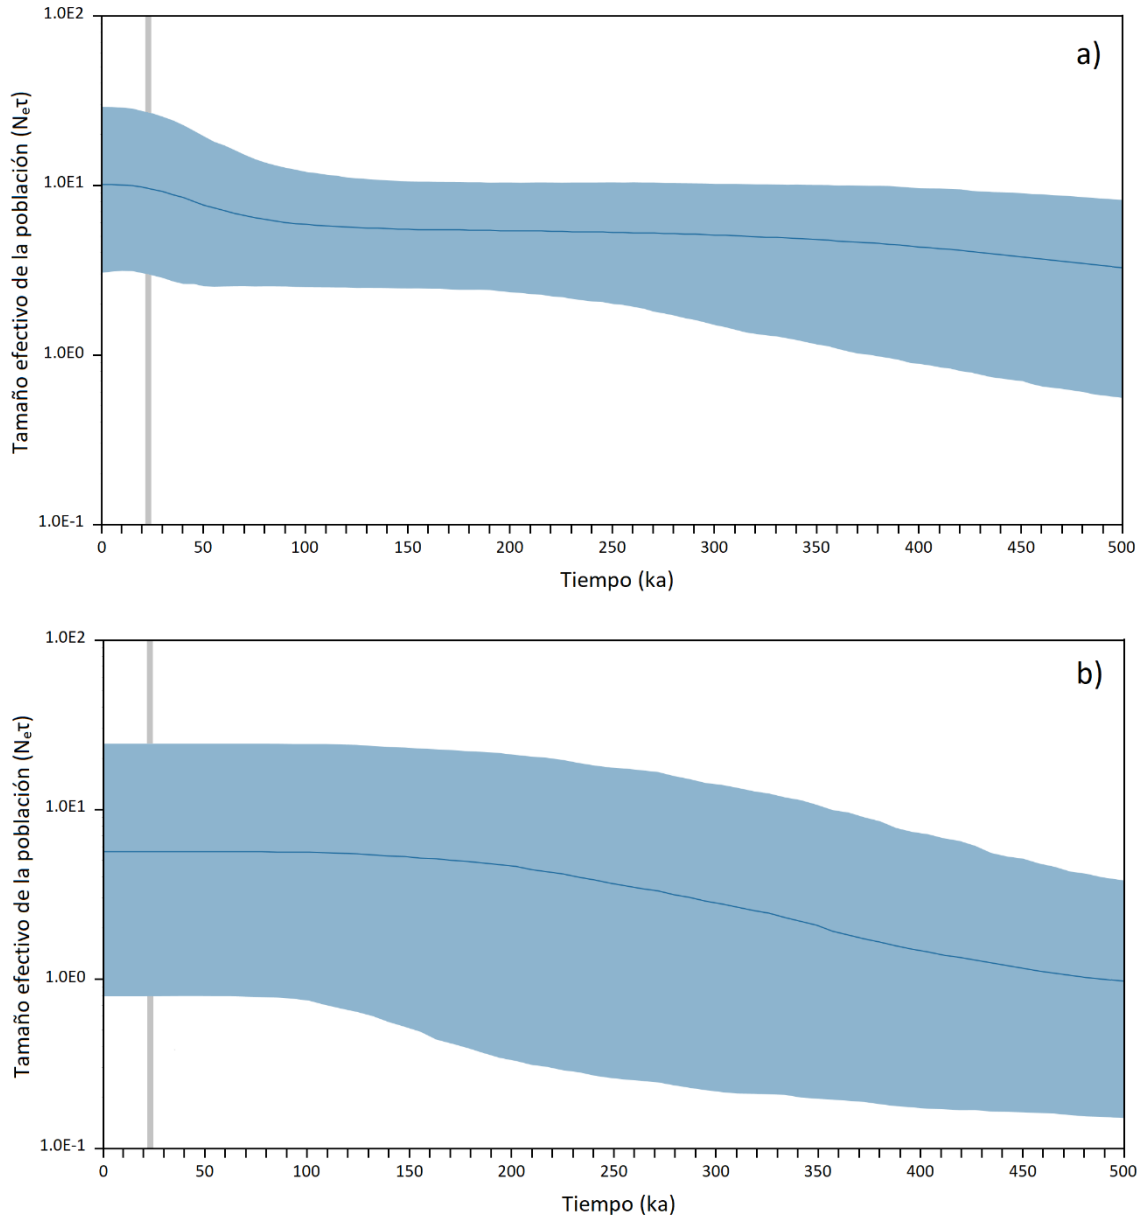 1.0E2
a)
1.0E1
1.0E0
1.0E-1
Tamaño efectivo de la población (Nₑτ)
0 50 100 150 200 250 300 350 400 450 500
Tiempo (ka)
1.0E2
b)
1.0E1
1.0E0
1.0E-1
Tamaño efectivo de la población (Nₑτ)
0 50 100 150 200 250 300 350 400 450 500
Tiempo (ka)